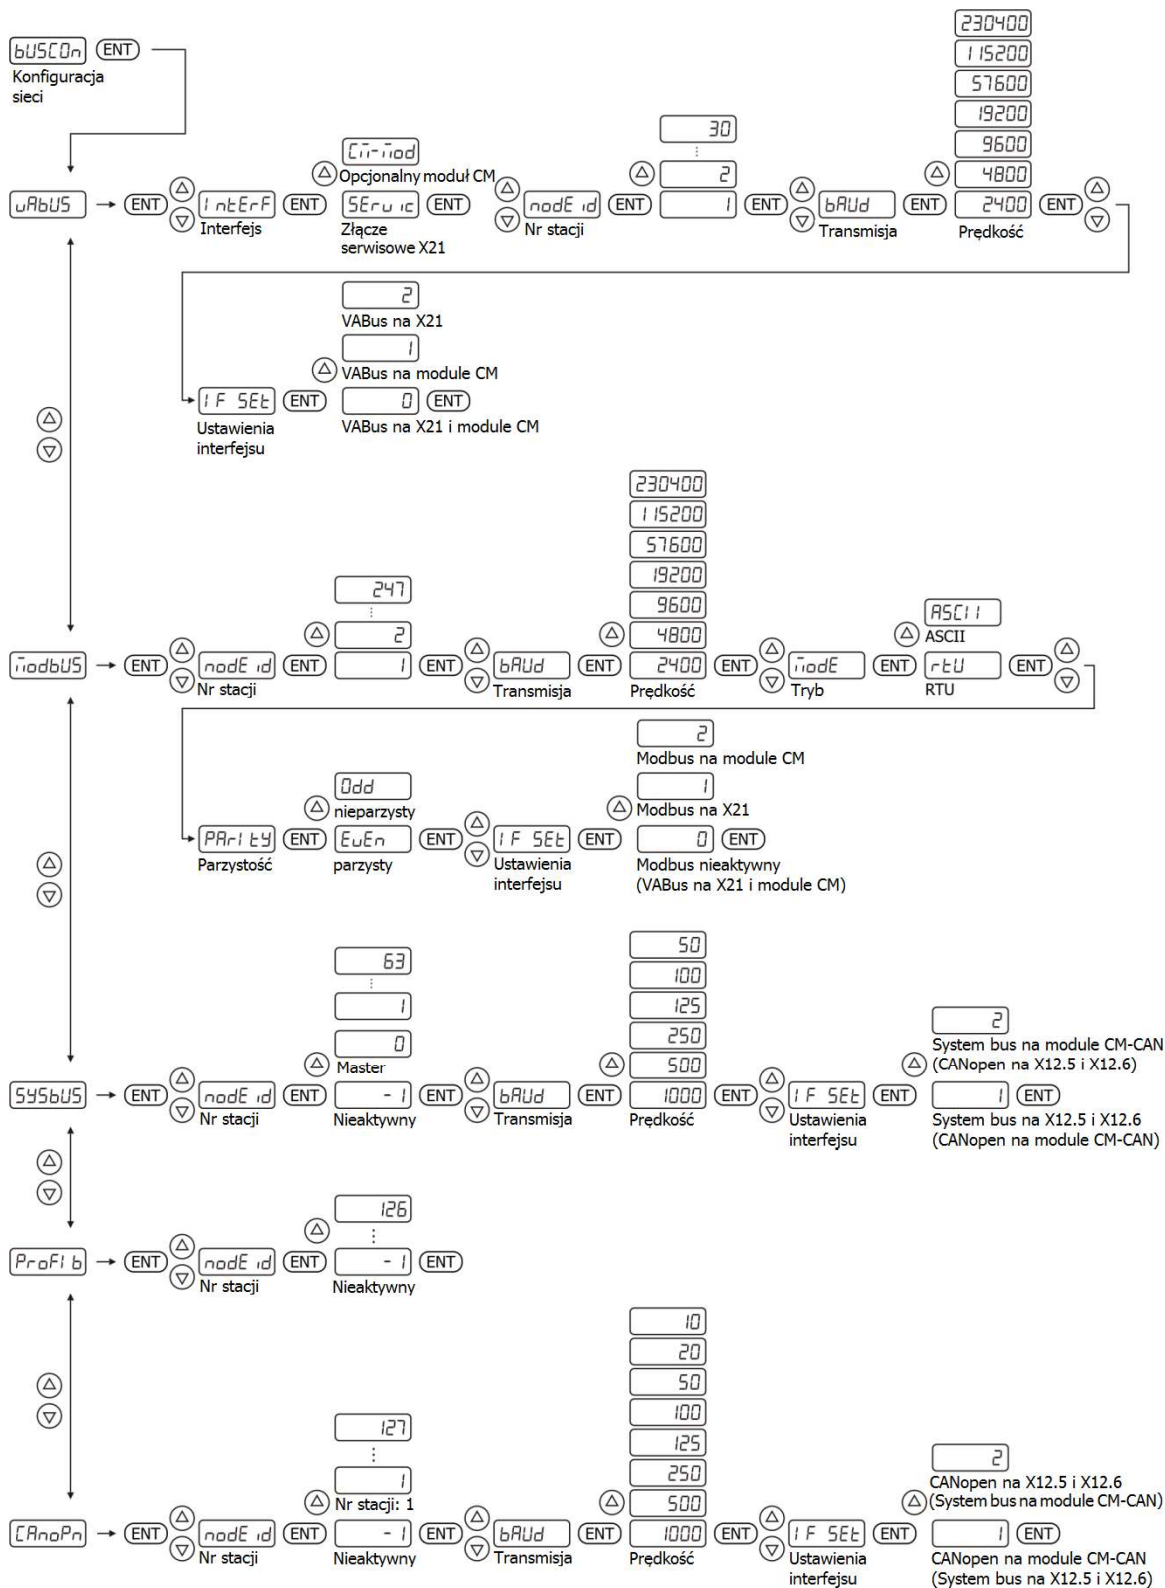 230400
bUSCOn ENT
115200
Konfiguracja
sieci
57600
19200
30
9600
Cm-mod
Opcjonalny moduł CM
2
4800
vAbUS ENT IntErF ENT SErvic ENT nodE id ENT 1 ENT bAUd ENT 2400 ENT
Interfejs
Złącze
serwisowe X21
Nr stacji
Transmisja
Prędkość
2
VABus na X21
1
VABus na module CM
IF SEt ENT 0 ENT
Ustawienia
interfejsu
VABus na X21 i module CM
230400
115200
57600
19200
247
9600
ASCII
2
4800
ASCII
modbUS ENT nodE id ENT 1 ENT bAUd ENT 2400 ENT modE ENT rtU ENT
Nr stacji
Transmisja
Prędkość
Tryb
RTU
2
Modbus na module CM
Odd
1
nieparzysty
Modbus na X21
PAritY ENT EvEn ENT IF SEt ENT 0 ENT
Parzystość
parzysty
Ustawienia
interfejsu
Modbus nieaktywny
(VABus na X21 i module CM)
50
63
100
1
125
2
0
250
System bus na module CM-CAN
Master
500
(CANopen na X12.5 i X12.6)
SYSbUS ENT nodE id ENT -1 ENT bAUd ENT 1000 ENT IF SEt ENT 1 ENT
Nr stacji
Nieaktywny
Transmisja
Prędkość
Ustawienia
interfejsu
System bus na X12.5 i X12.6
(CANopen na module CM-CAN)
126
ProFI b ENT nodE id ENT -1 ENT
Nr stacji
Nieaktywny
10
20
50
100
127
125
1
250
2
CANopen na X12.5 i X12.6
Nr stacji: 1
500
(System bus na module CM-CAN)
CAnoPn ENT nodE id ENT -1 ENT bAUd ENT 1000 ENT IF SEt ENT 1 ENT
Nr stacji
Nieaktywny
Transmisja
Prędkość
Ustawienia
interfejsu
CANopen na module CM-CAN
(System bus na X12.5 i X12.6)